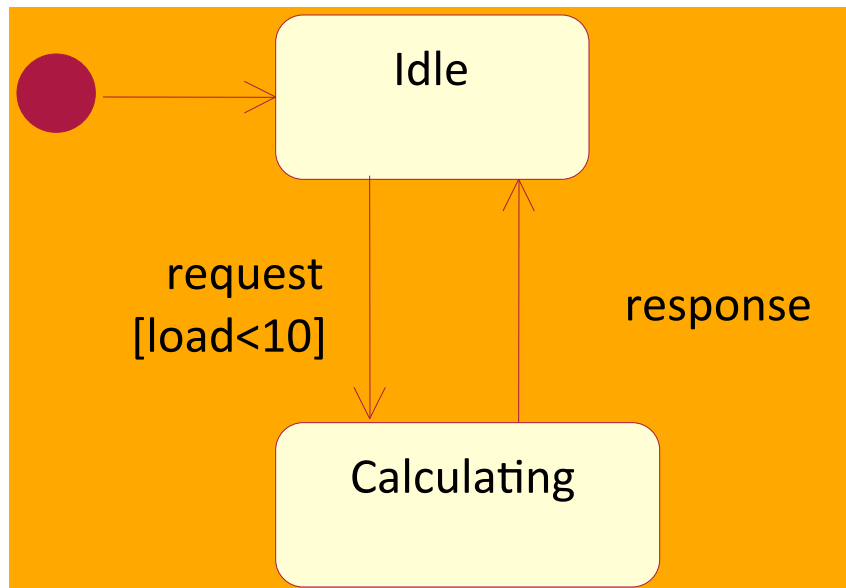 Idle
request
[load<10]
response
Calculating